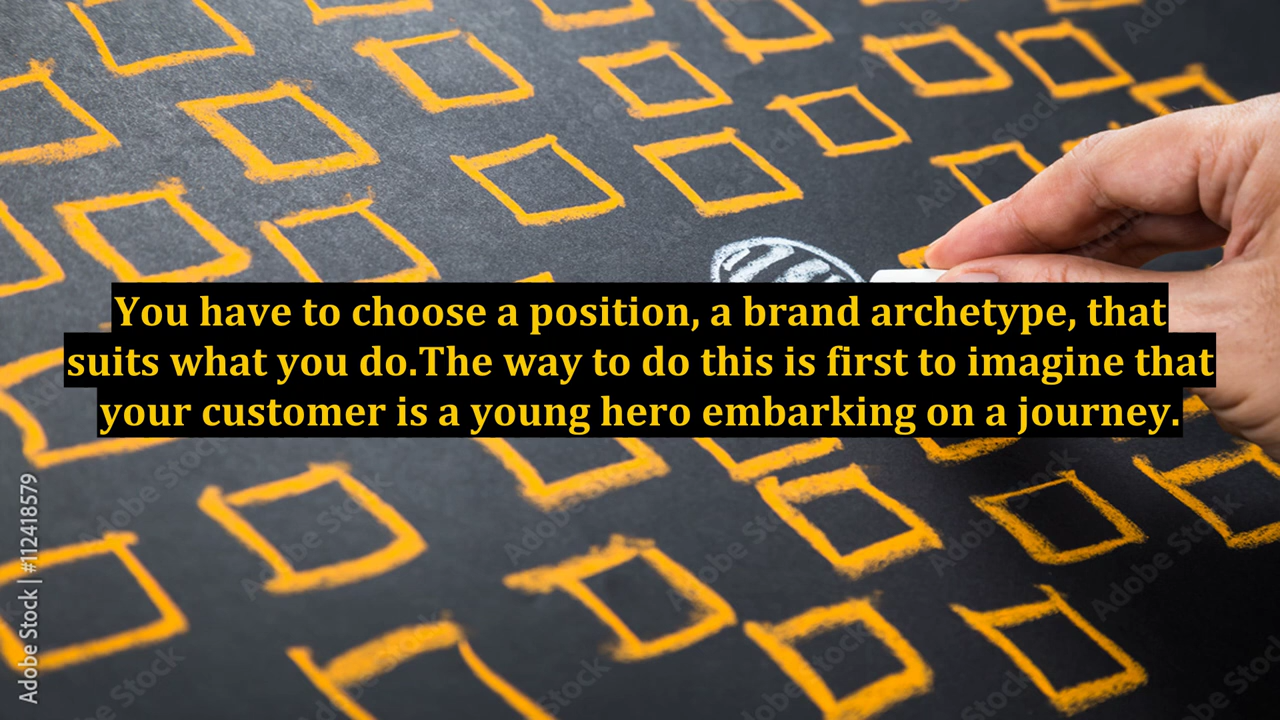 You have to choose a position, a brand archetype, that
suits what you do.The way to do this is first to imagine that
your customer is a young hero embarking on a journey.
Adobe Stock | #112418579